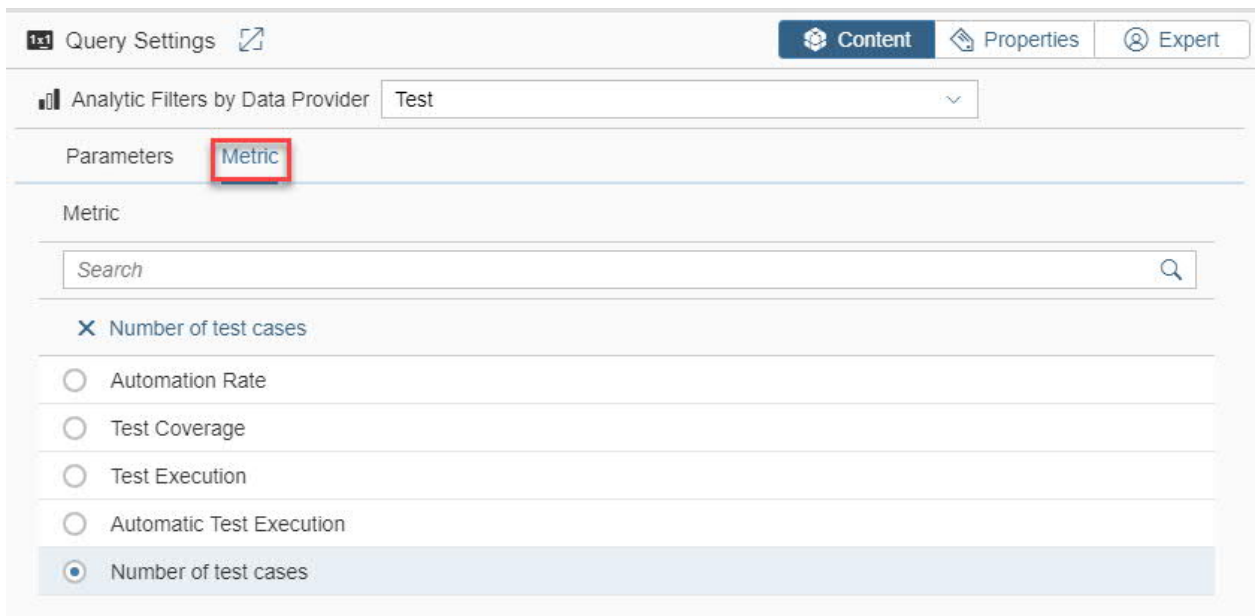 1x1 Query Settings Content Properties Expert
Analytic Filters by Data Provider Test
Parameters Metric
Metric
Search
Number of test cases
Automation Rate
Test Coverage
Test Execution
Automatic Test Execution
Number of test cases